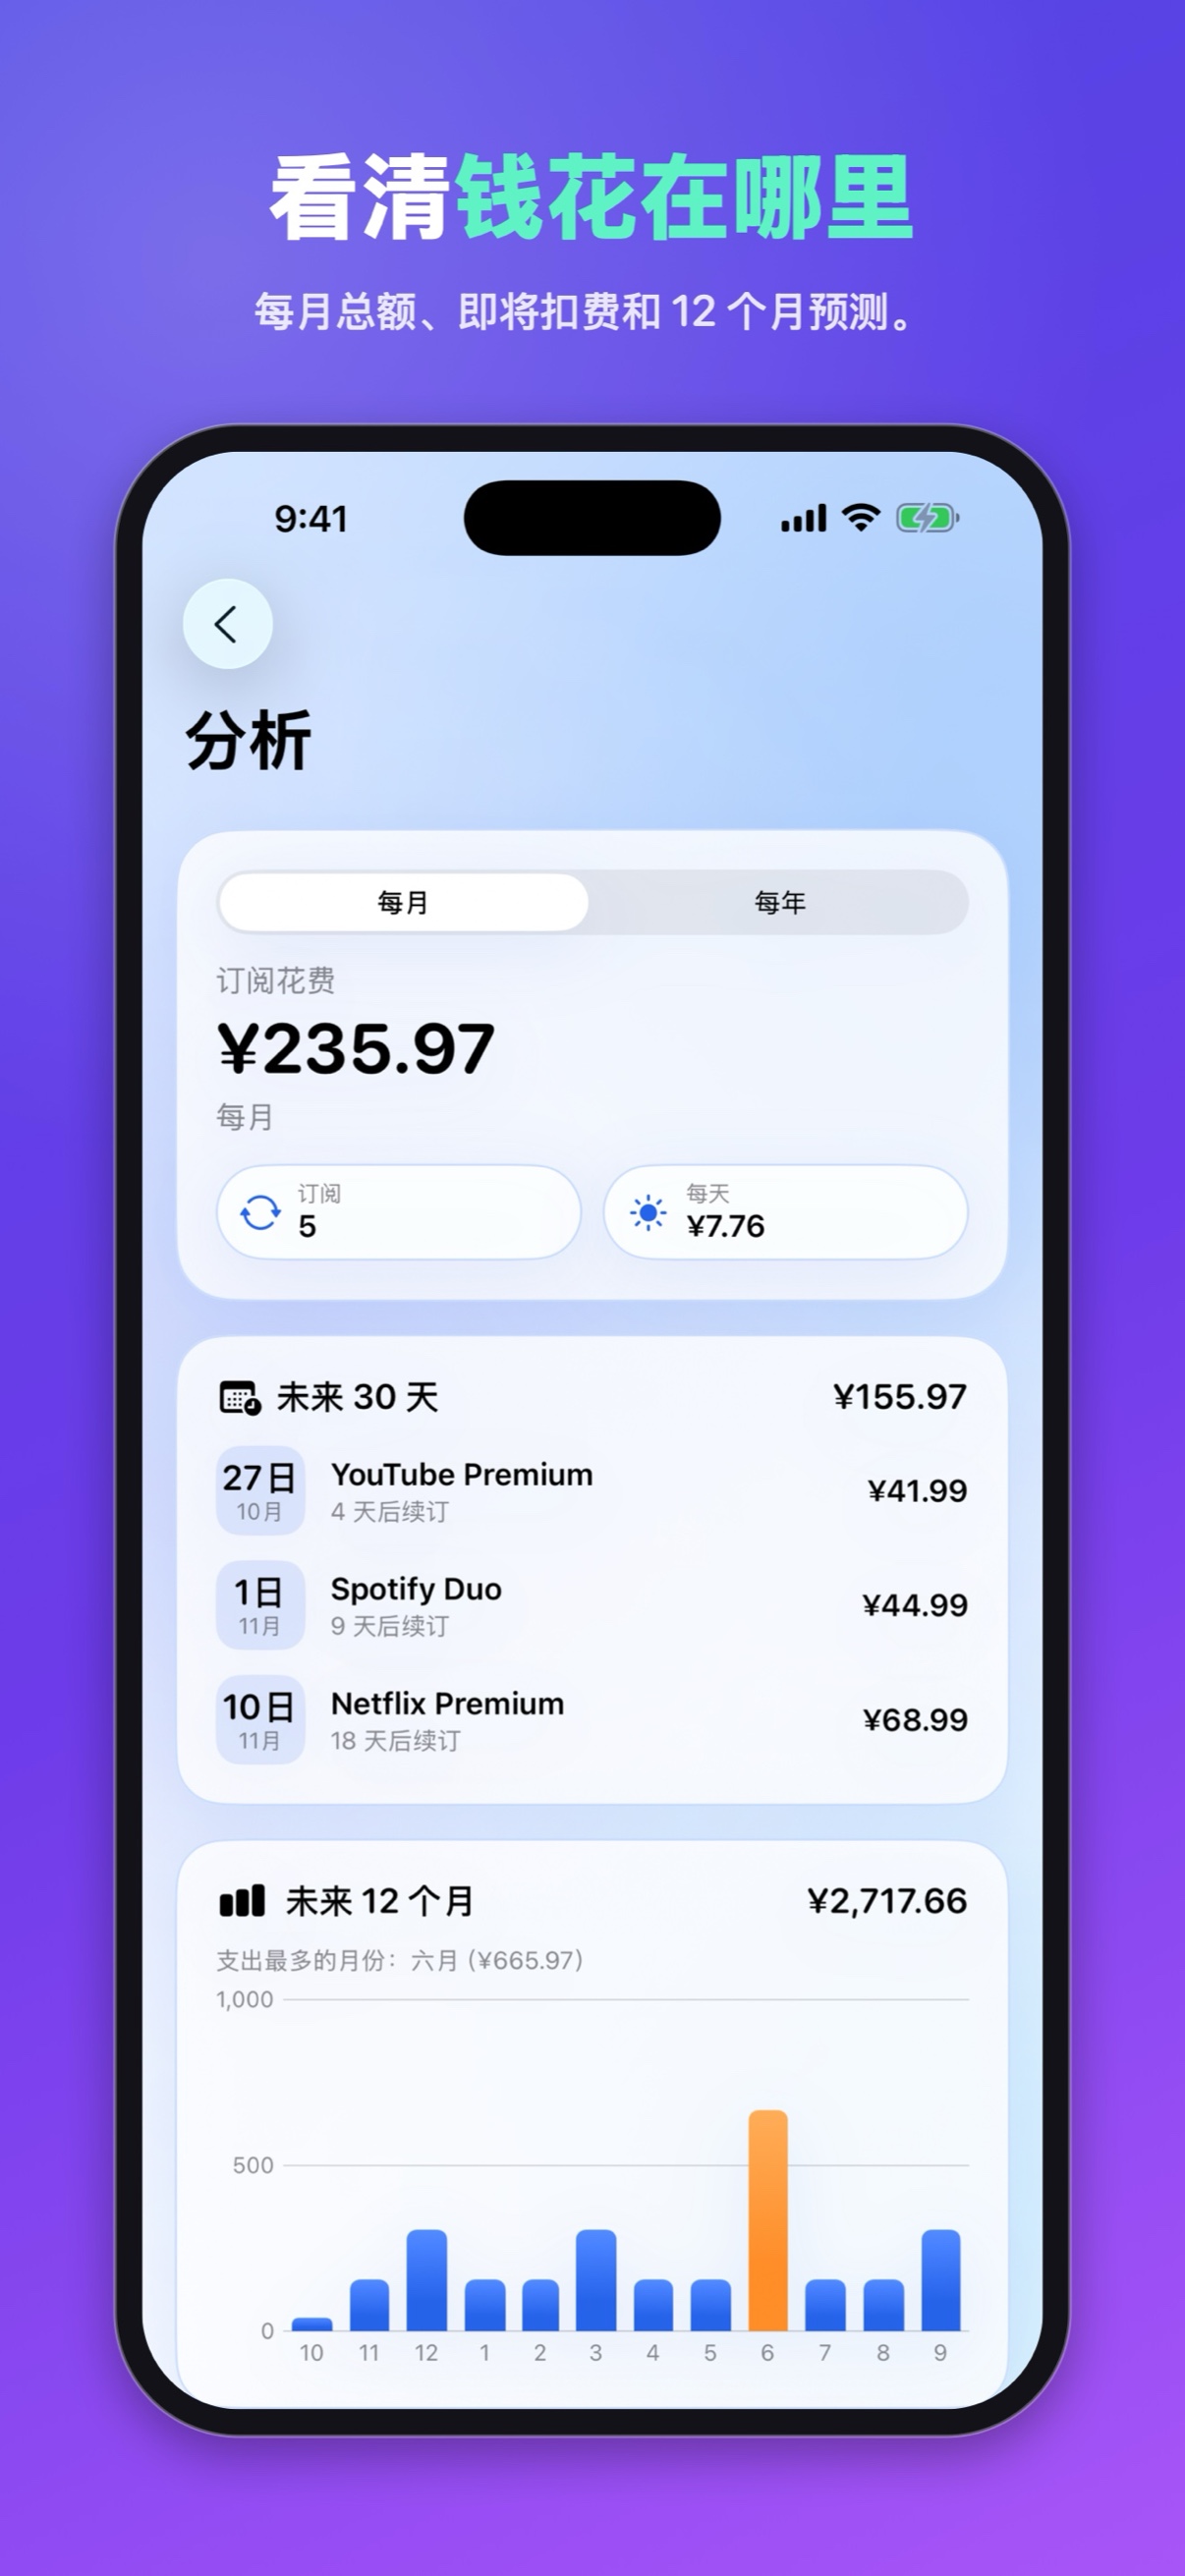 看清钱花在哪里
每月总额、即将扣费和 12 个月预测。
9:41
分析
每月 每年
订阅花费
¥235.97
每月
订阅
5
每天
¥7.76
未来 30 天 ¥155.97
27日
10月
YouTube Premium
4 天后续订
¥41.99
1日
11月
Spotify Duo
9 天后续订
¥44.99
10日
11月
Netflix Premium
18 天后续订
¥68.99
未来 12 个月 ¥2,717.66
支出最多的月份：六月 (¥665.97)
1,000
500
0
10 11 12 1 2 3 4 5 6 7 8 9